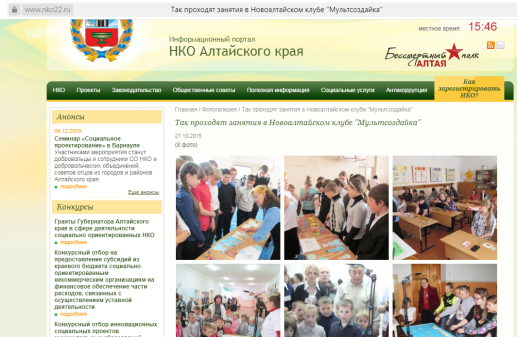 www.nko22.ru
Так проходят занятия в Новоалтайском клубе "Мультсоздайка"
Информационный портал
НКО Алтайского края
местное время: 15:46
Бессмертный полк
АЛТАЯ
НКО Проекты Законодательство Общественные советы Полезная информация Социальные услуги Антикоррупция
Как
зарегистрировать
НКО?
Главная / Фотогалерея / Так проходят занятия в Новоалтайском клубе "Мультсоздайка"
Так проходят занятия в Новоалтайском клубе "Мультсоздайка"
27.10.2015
(8 фото)
Анонсы
04.12.2019
Семинар «Социальное
проектирование» в Барнауле
Участниками мероприятия станут
добровольцы и сотрудники СО НКО и
добровольческих объединений,
советов отцов из городов и районов
Алтайского края.
подробнее
Еще анонсы
Конкурсы
Гранты Губернатора Алтайского
края в сфере деятельности
социально ориентированных НКО
подробнее
Конкурсный отбор на
предоставление субсидий из
краевого бюджета социально
ориентированным
некоммерческим организациям на
финансовое обеспечение части
расходов, связанных с
осуществлением уставной
деятельности
подробнее
Конкурсный отбор инновационных
социальных проектов